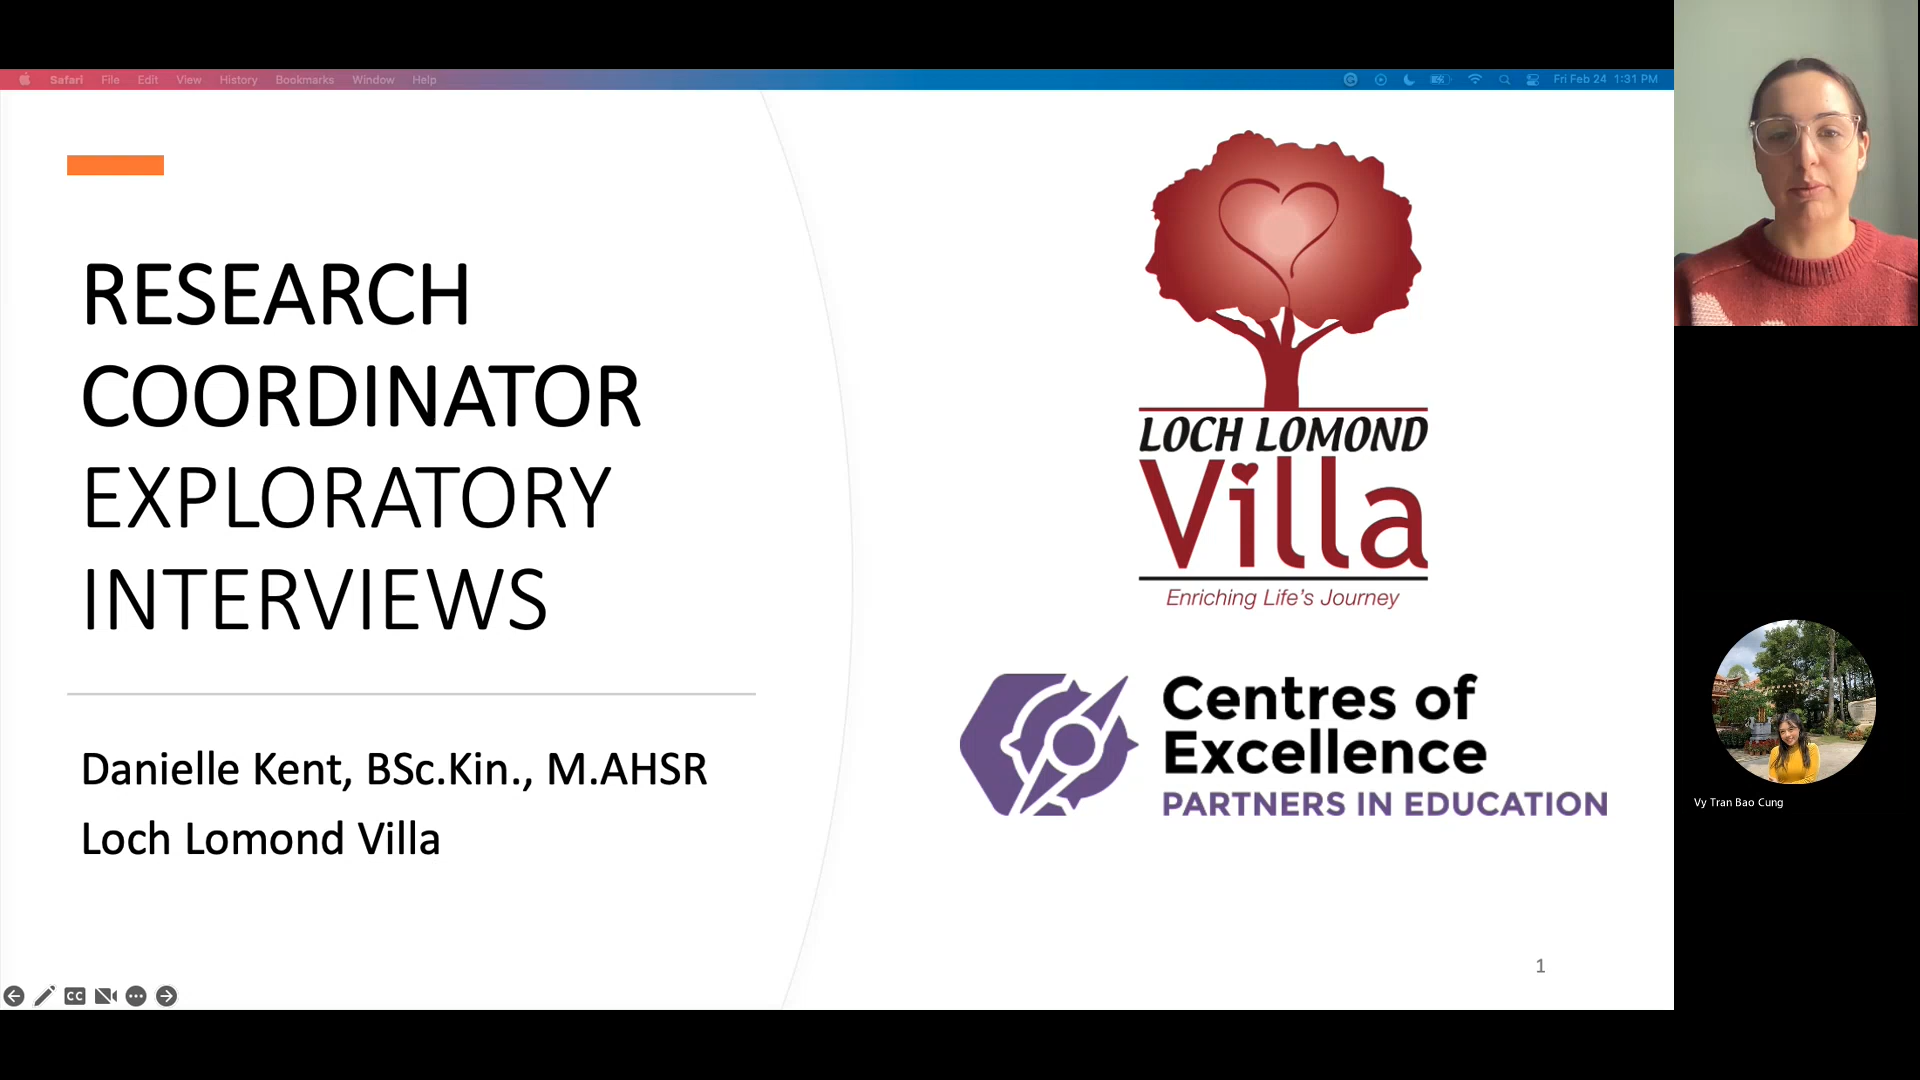 Safari File Edit View History Bookmarks Window Help
Fri Feb 24 1:31 PM
RESEARCH
COORDINATOR
EXPLORATORY
INTERVIEWS
Danielle Kent, BSc.Kin., M.AHSR
Loch Lomond Villa
LOCH LOMOND
Villa
Enriching Life's Journey
Centres of
Excellence
PARTNERS IN EDUCATION
1
CC
Vy Tran Bao Cung